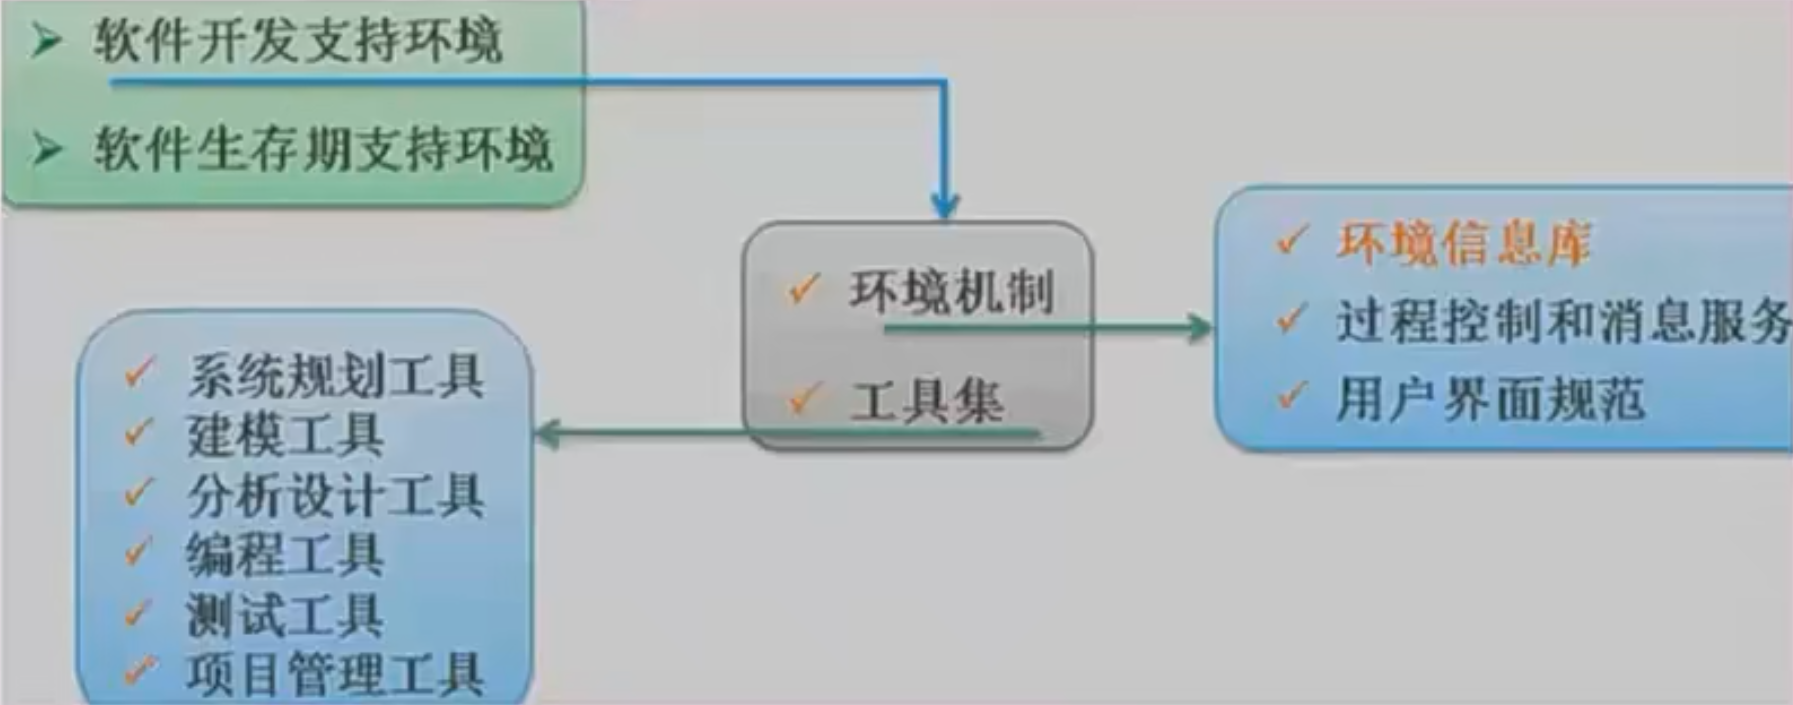 软件开发支持环境
软件生存期支持环境
环境机制
工具集
环境信息库
过程控制和消息服务
用户界面规范
系统规划工具
建模工具
分析设计工具
编程工具
测试工具
项目管理工具